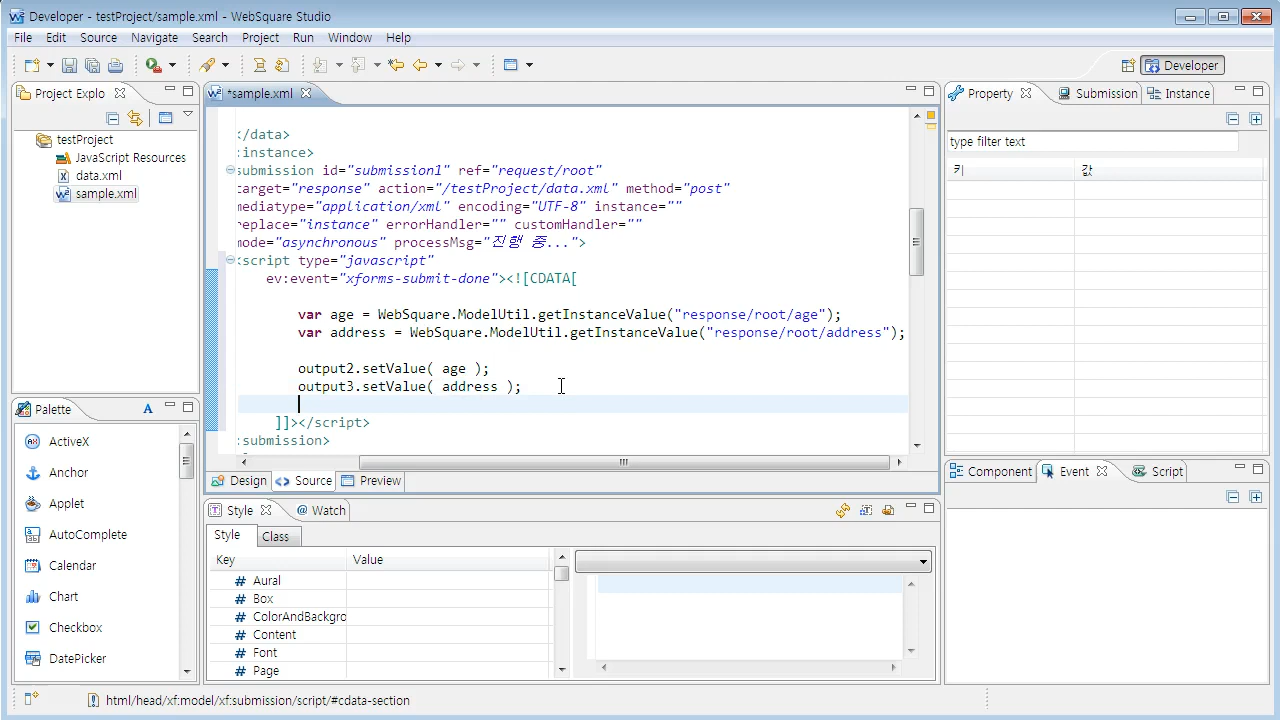 Developer - testProject/sample.xml - WebSquare Studio
File Edit Source Navigate Search Project Run Window Help
Developer
Project Explo
testProject
JavaScript Resources
data.xml
sample.xml
*sample.xml
:/data>
:instance>
submission id="submission1" ref="request/root"
target="response" action="/testProject/data.xml" method="post"
mediatype="application/xml" encoding="UTF-8" instance=""
replace="instance" errorHandler="" customHandler=""
mode="asynchronous" processMsg="진행 중...">
<script type="javascript"
ev:event="xforms-submit-done"><![CDATA[
var age = WebSquare.ModelUtil.getInstanceValue("response/root/age");
var address = WebSquare.ModelUtil.getInstanceValue("response/root/address");
output2.setValue( age );
output3.setValue( address );
]]></script>
:submission>
Design Source Preview
Property Submission Instance
type filter text
키 값
Palette A
ActiveX
Anchor
Applet
AutoComplete
Calendar
Chart
Checkbox
DatePicker
Style Watch
Style Class
Key Value
# Aural
# Box
# ColorAndBackgro
# Content
# Font
# Page
Component Event Script
html/head/xf:model/xf:submission/script/#cdata-section